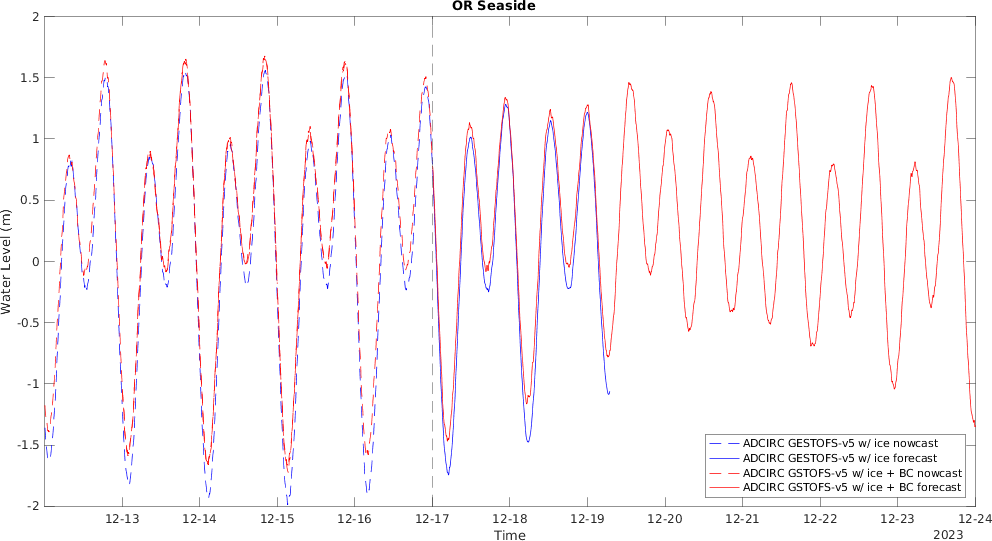 OR Seaside
2
1.5
1
0.5
0
-0.5
-1
-1.5
-2
Water Level (m)
12-13 12-14 12-15 12-16 12-17 12-18 12-19 12-20 12-21 12-22 12-23 12-24
Time
2023
ADCIRC GESTOFS-v5 w/ ice nowcast
ADCIRC GESTOFS-v5 w/ ice forecast
ADCIRC GSTOFS-v5 w/ ice + BC nowcast
ADCIRC GSTOFS-v5 w/ ice + BC forecast